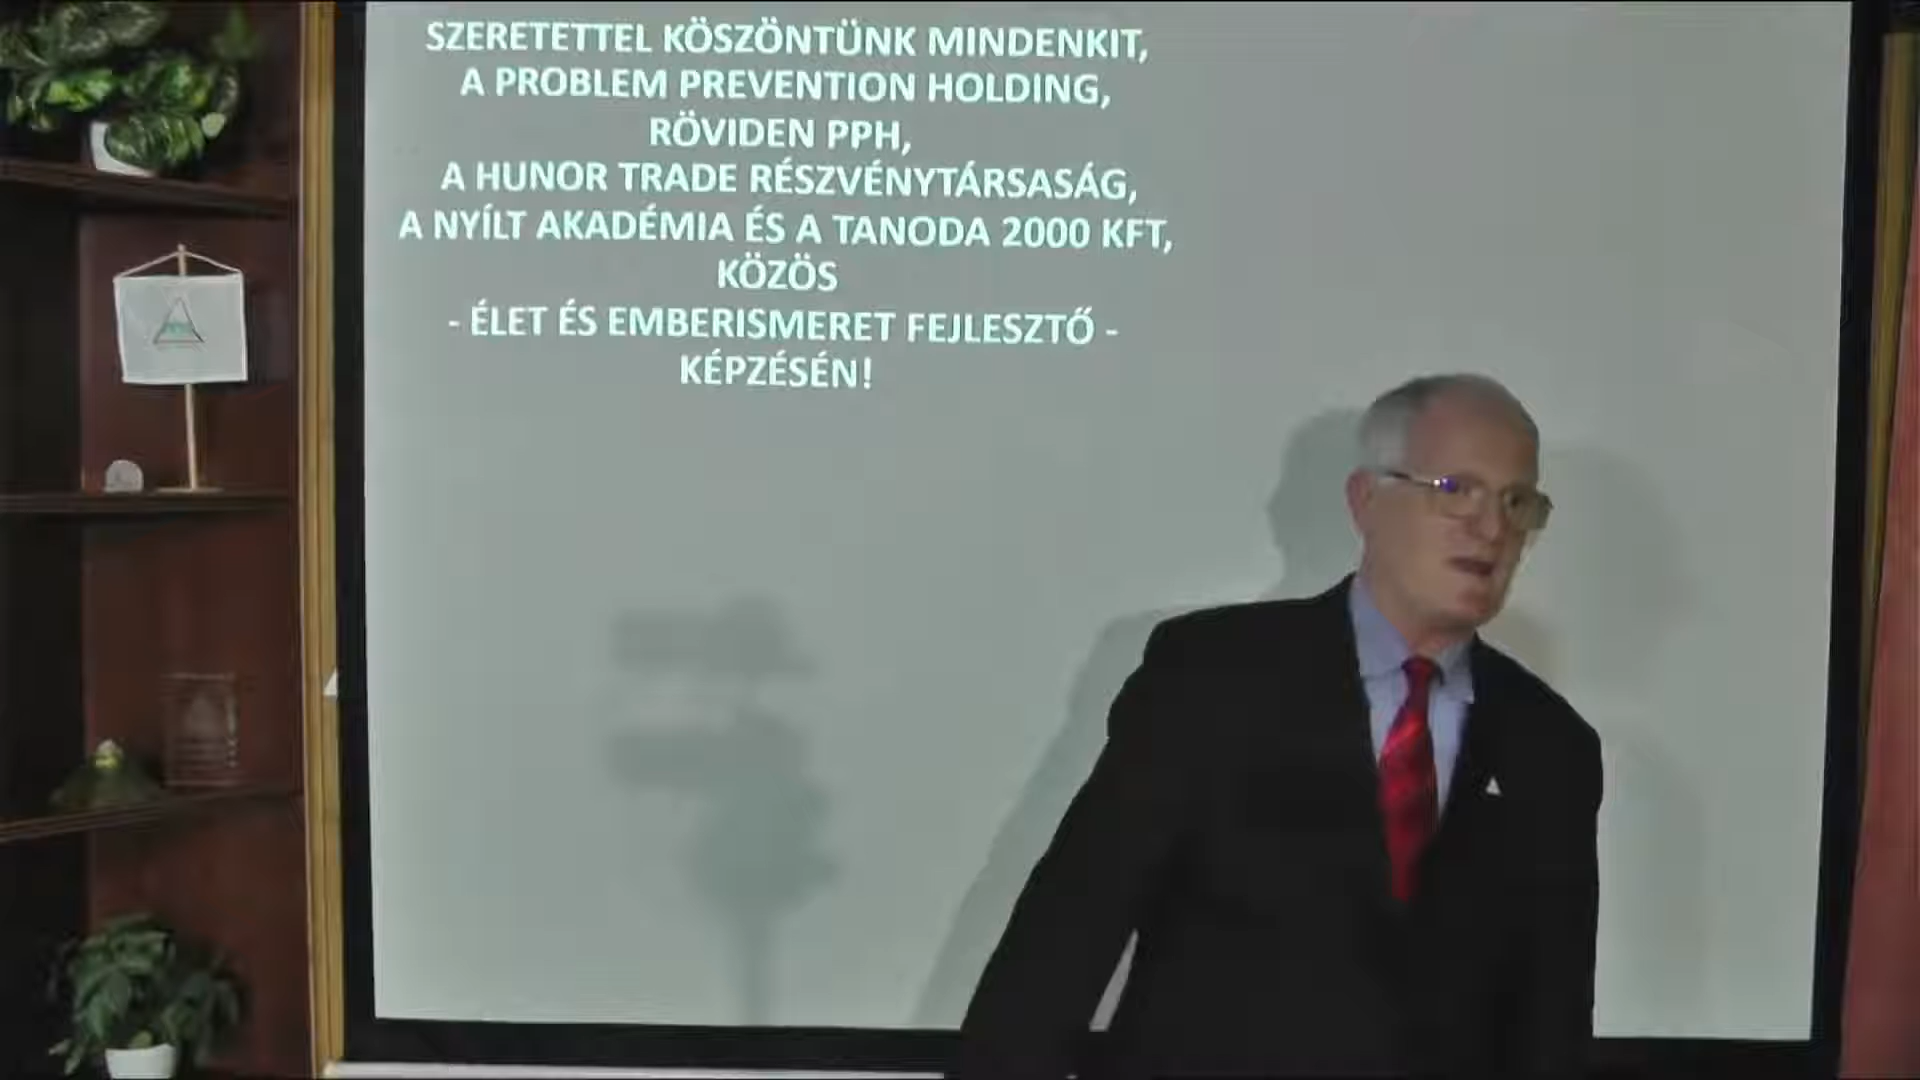 SZERETETTEL KÖSZÖNTÜNK MINDENKIT,
A PROBLEM PREVENTION HOLDING,
RÖVIDEN PPH,
A HUNOR TRADE RÉSZVÉNYTÁRSASÁG,
A NYÍLT AKADÉMIA ÉS A TANODA 2000 KFT,
KÖZÖS
- ÉLET ÉS EMBERISMERET FEJLESZTŐ -
KÉPZÉSÉN!